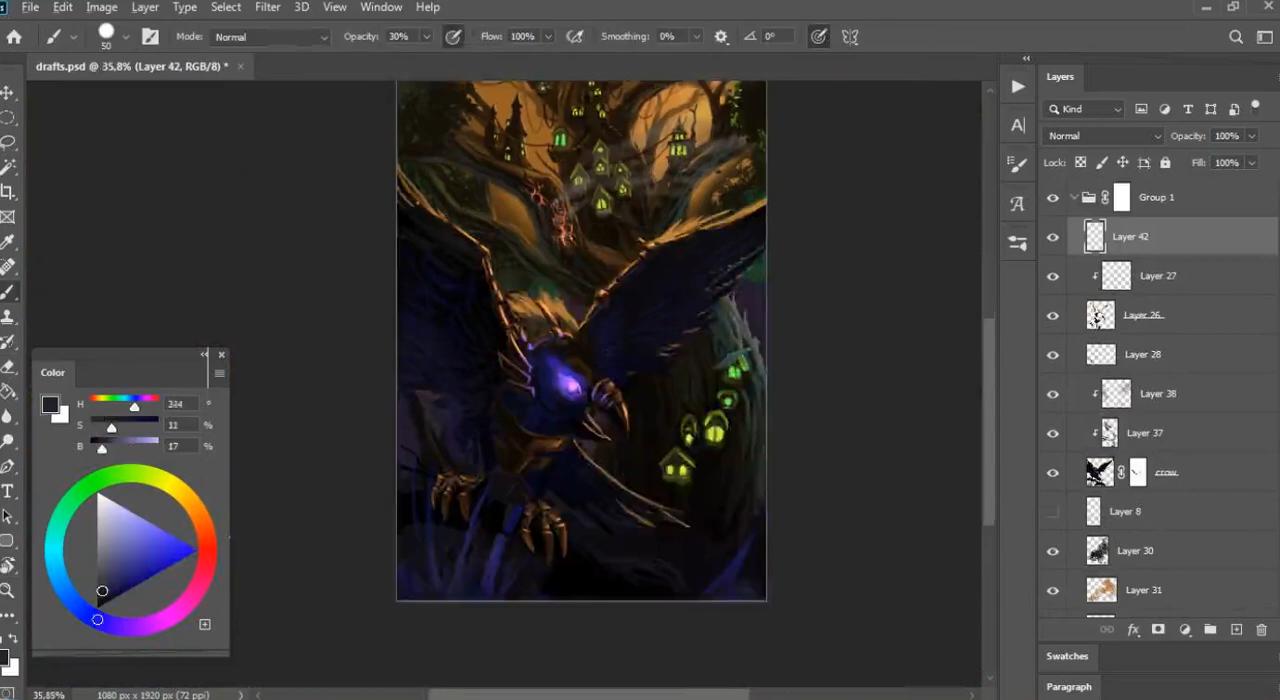 File Edit Image Layer Type Select Filter 3D View Window Help
50 Mode: Normal Opacity: 30% Flow: 100% Smoothing: 0% 0°
drafts.psd @ 35,8% (Layer 42, RGB/8) * ×
Layers
Kind
Normal Opacity: 100%
Lock: Fill: 100%
Group 1
Layer 42
Layer 27
Layer 26
Layer 28
Layer 38
Layer 37
crow
Layer 8
Layer 30
Layer 31
Color
H 244 °
S 11 %
B 17 %
Swatches
Paragraph
35,85% 1080 px x 1920 px (72 ppi)